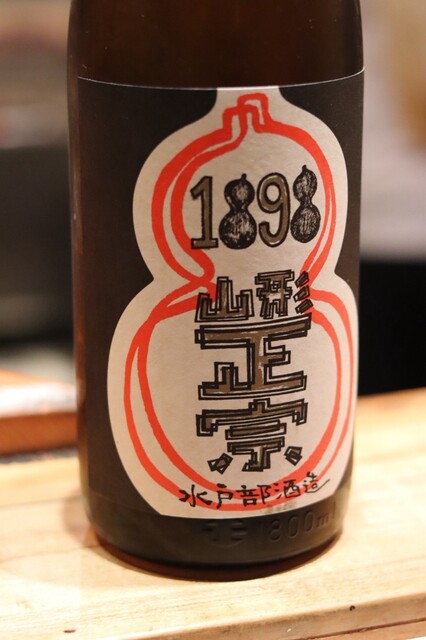 1898
山形
正
宗
水戸部酒造
1800ml